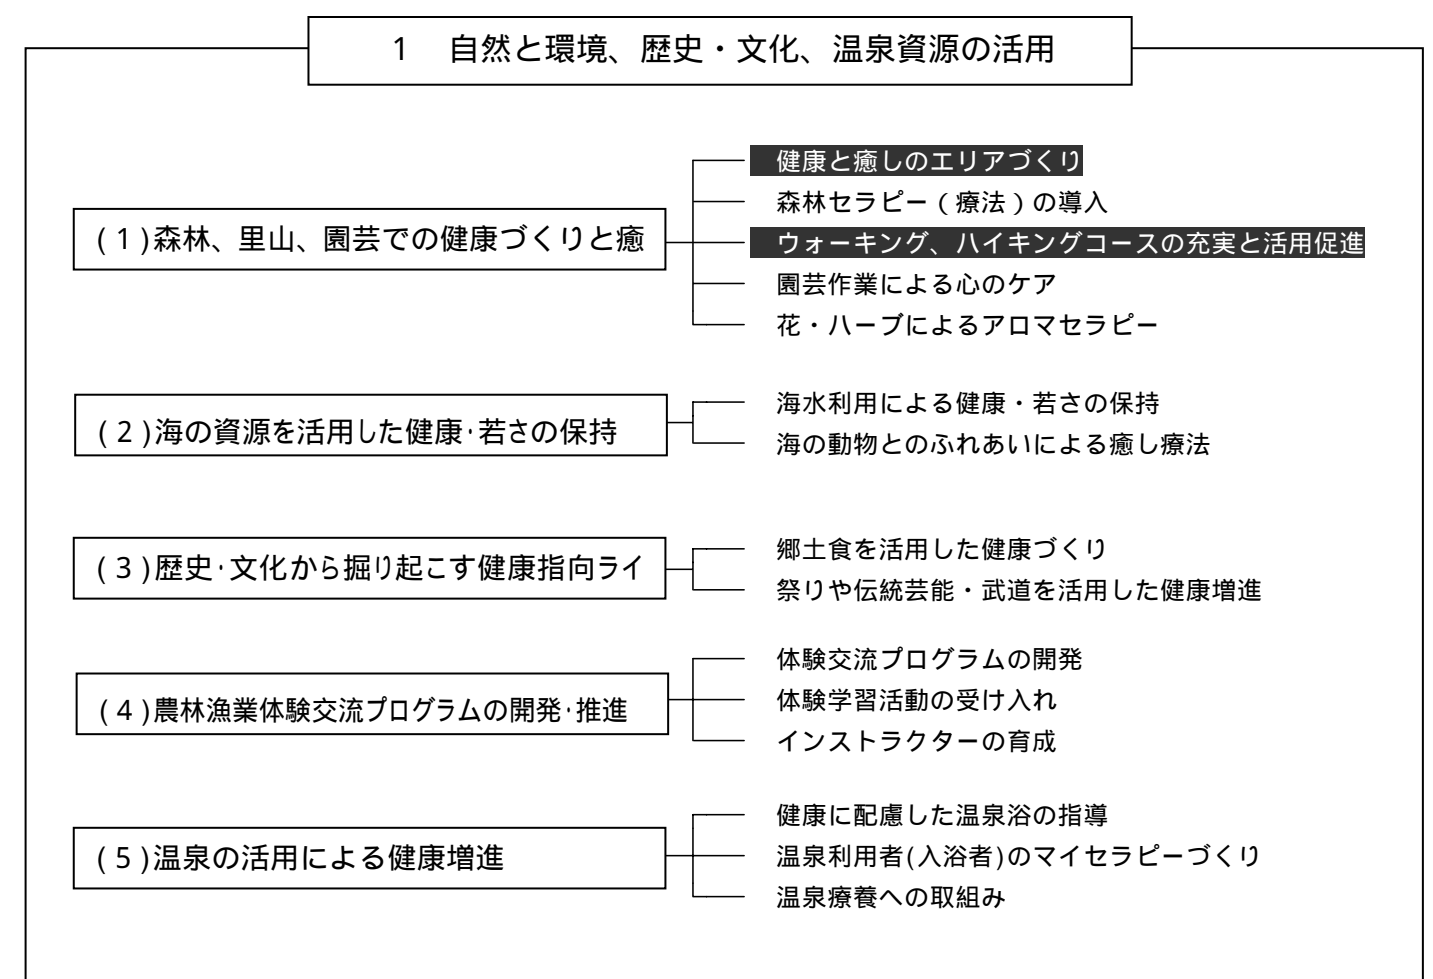 1 自然と環境、歴史・文化、温泉資源の活用
(1)森林、里山、園芸での健康づくりと癒
健康と癒しのエリアづくり
森林セラピー(療法)の導入
ウォーキング、ハイキングコースの充実と活用促進
園芸作業による心のケア
花・ハーブによるアロマセラピー
(2)海の資源を活用した健康・若さの保持
海水利用による健康・若さの保持
海の動物とのふれあいによる癒し療法
(3)歴史・文化から掘り起こす健康指向ライ
郷土食を活用した健康づくり
祭りや伝統芸能・武道を活用した健康増進
(4)農林漁業体験交流プログラムの開発・推進
体験交流プログラムの開発
体験学習活動の受け入れ
インストラクターの育成
(5)温泉の活用による健康増進
健康に配慮した温泉浴の指導
温泉利用者(入浴者)のマイセラピーづくり
温泉療養への取組み